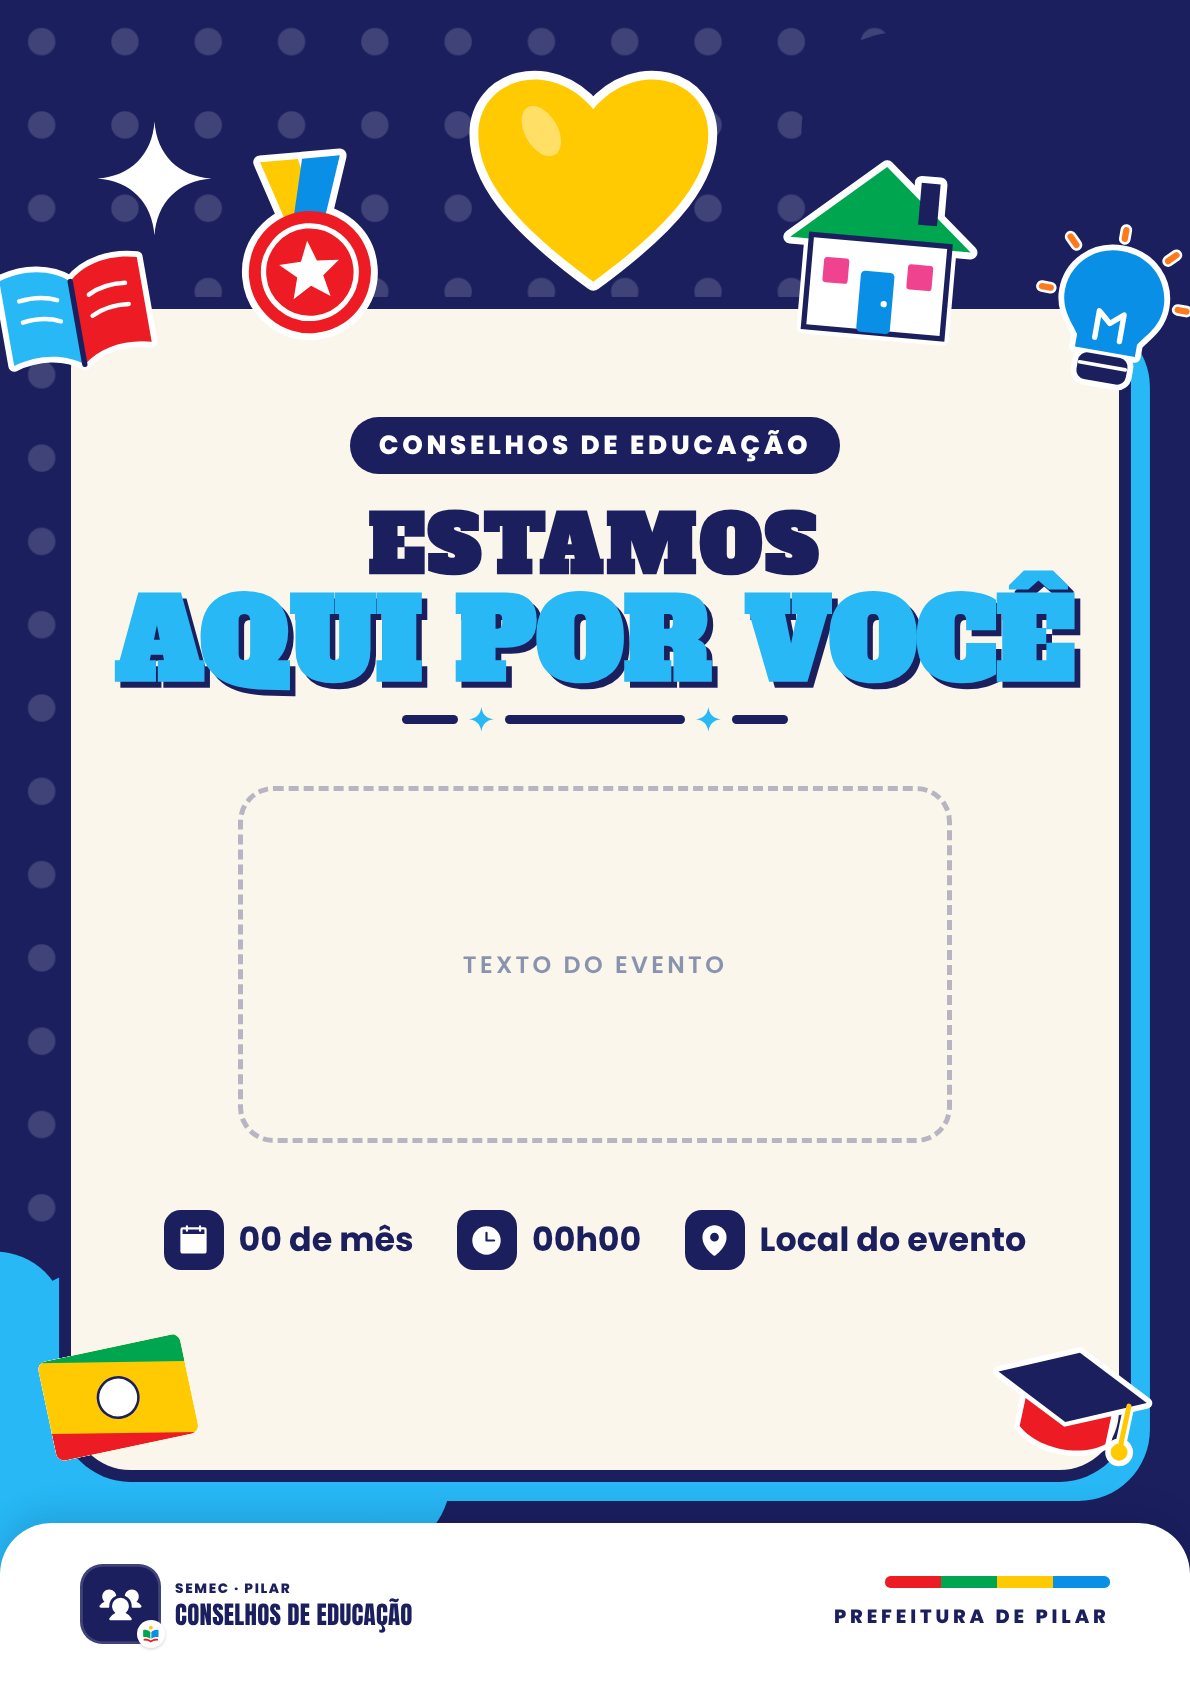 CONSELHOS DE EDUCAÇÃO
ESTAMOS
AQUI POR VOCÊ
TEXTO DO EVENTO
00 de mês 00h00 Local do evento
SEMEC · PILAR
CONSELHOS DE EDUCAÇÃO
PREFEITURA DE PILAR